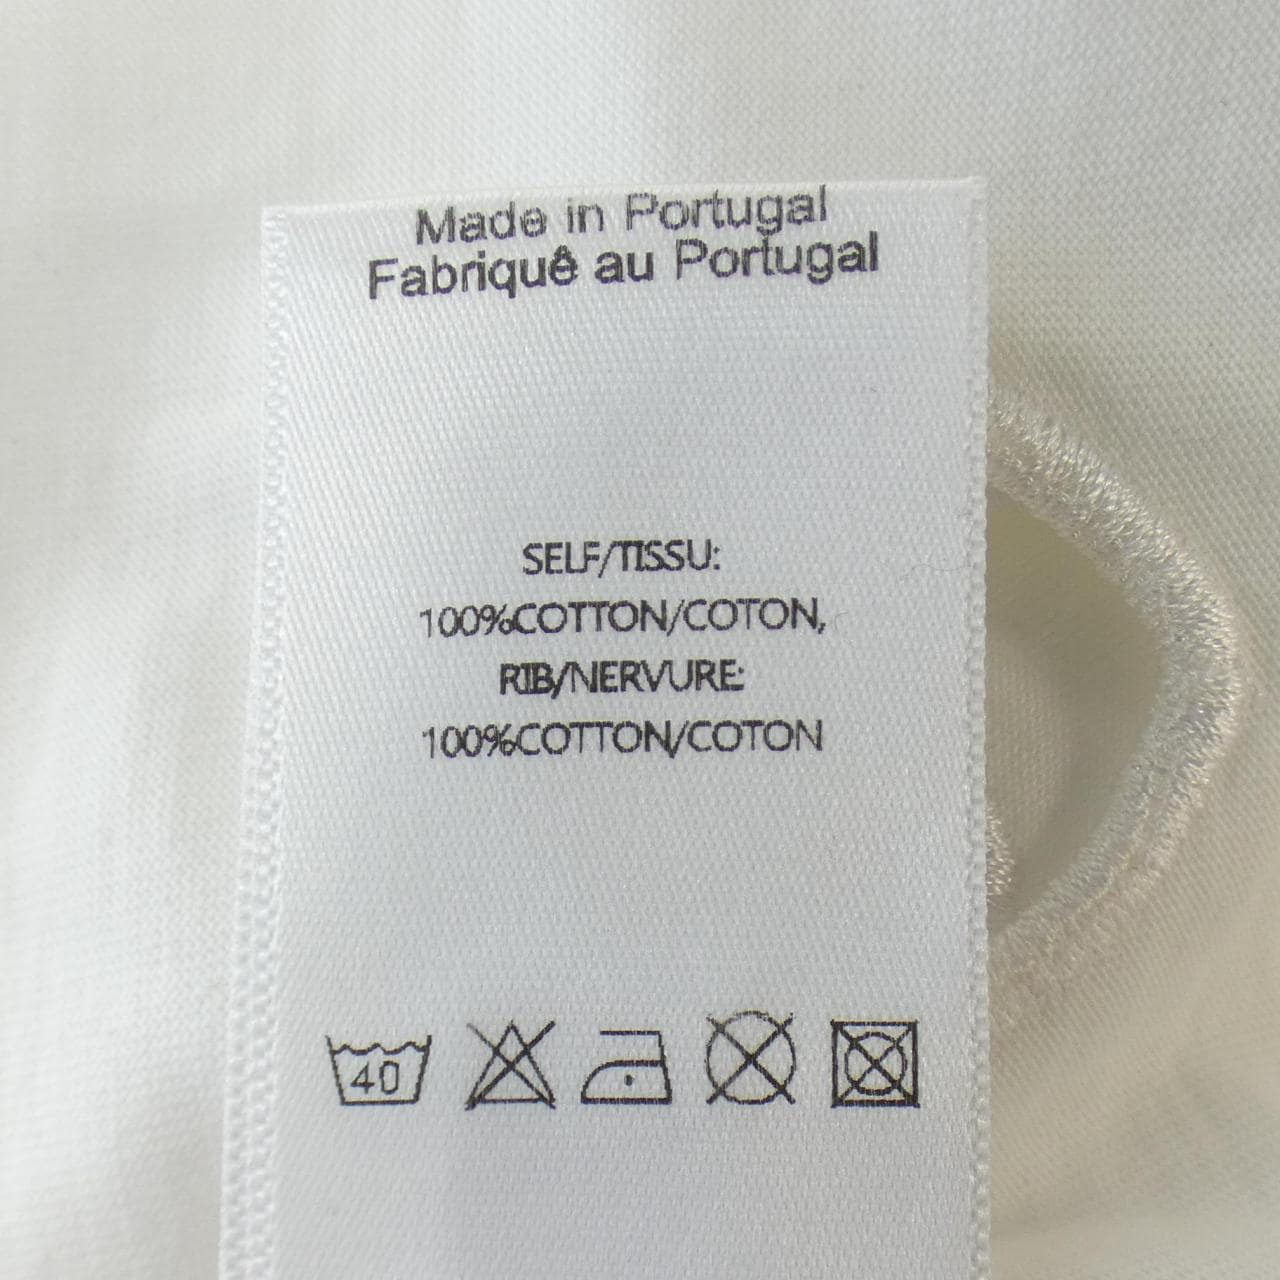 Made in Portugal
Fabriquê au Portugal
SELF/TISSU:
100%COTTON/COTON,
RIB/NERVURE:
100%COTTON/COTON
40